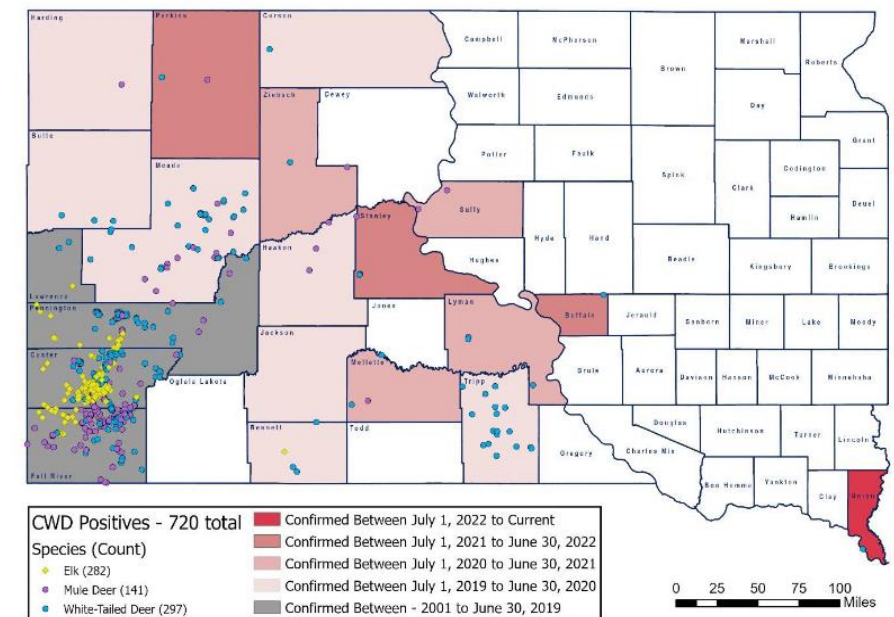 Harding
Perkins
Corson
Campbell
McPherson
Marshall
Roberts
Brown
Walworth
Edmunds
Day
Ziebach
Dewey
Butte
Meade
Potter
Faulk
Grant
Spink
Clark
Codington
Hamlin
Deuel
Sully
Stanley
Hyde
Hand
Hughes
Haakon
Beadle
Kingsbury
Brookings
Lawrence
Pennington
Jones
Lyman
Buffalo
Jerauld
Sanborn
Miner
Lake
Moody
Custer
Jackson
Oglala Lakota
Mellette
Tripp
Brule
Aurora
Davison
Hanson
McCook
Minnehaha
Bennett
Todd
Gregory
Charles Mix
Douglas
Hutchinson
Turner
Lincoln
Fall River
Bon Homme
Yankton
Clay
Union
CWD Positives - 720 total
Species (Count)
Elk (282)
Mule Deer (141)
White-Tailed Deer (297)
Confirmed Between July 1, 2022 to Current
Confirmed Between July 1, 2021 to June 30, 2022
Confirmed Between July 1, 2020 to June 30, 2021
Confirmed Between July 1, 2019 to June 30, 2020
Confirmed Between - 2001 to June 30, 2019
0 12.5 25 50 75 100
Miles